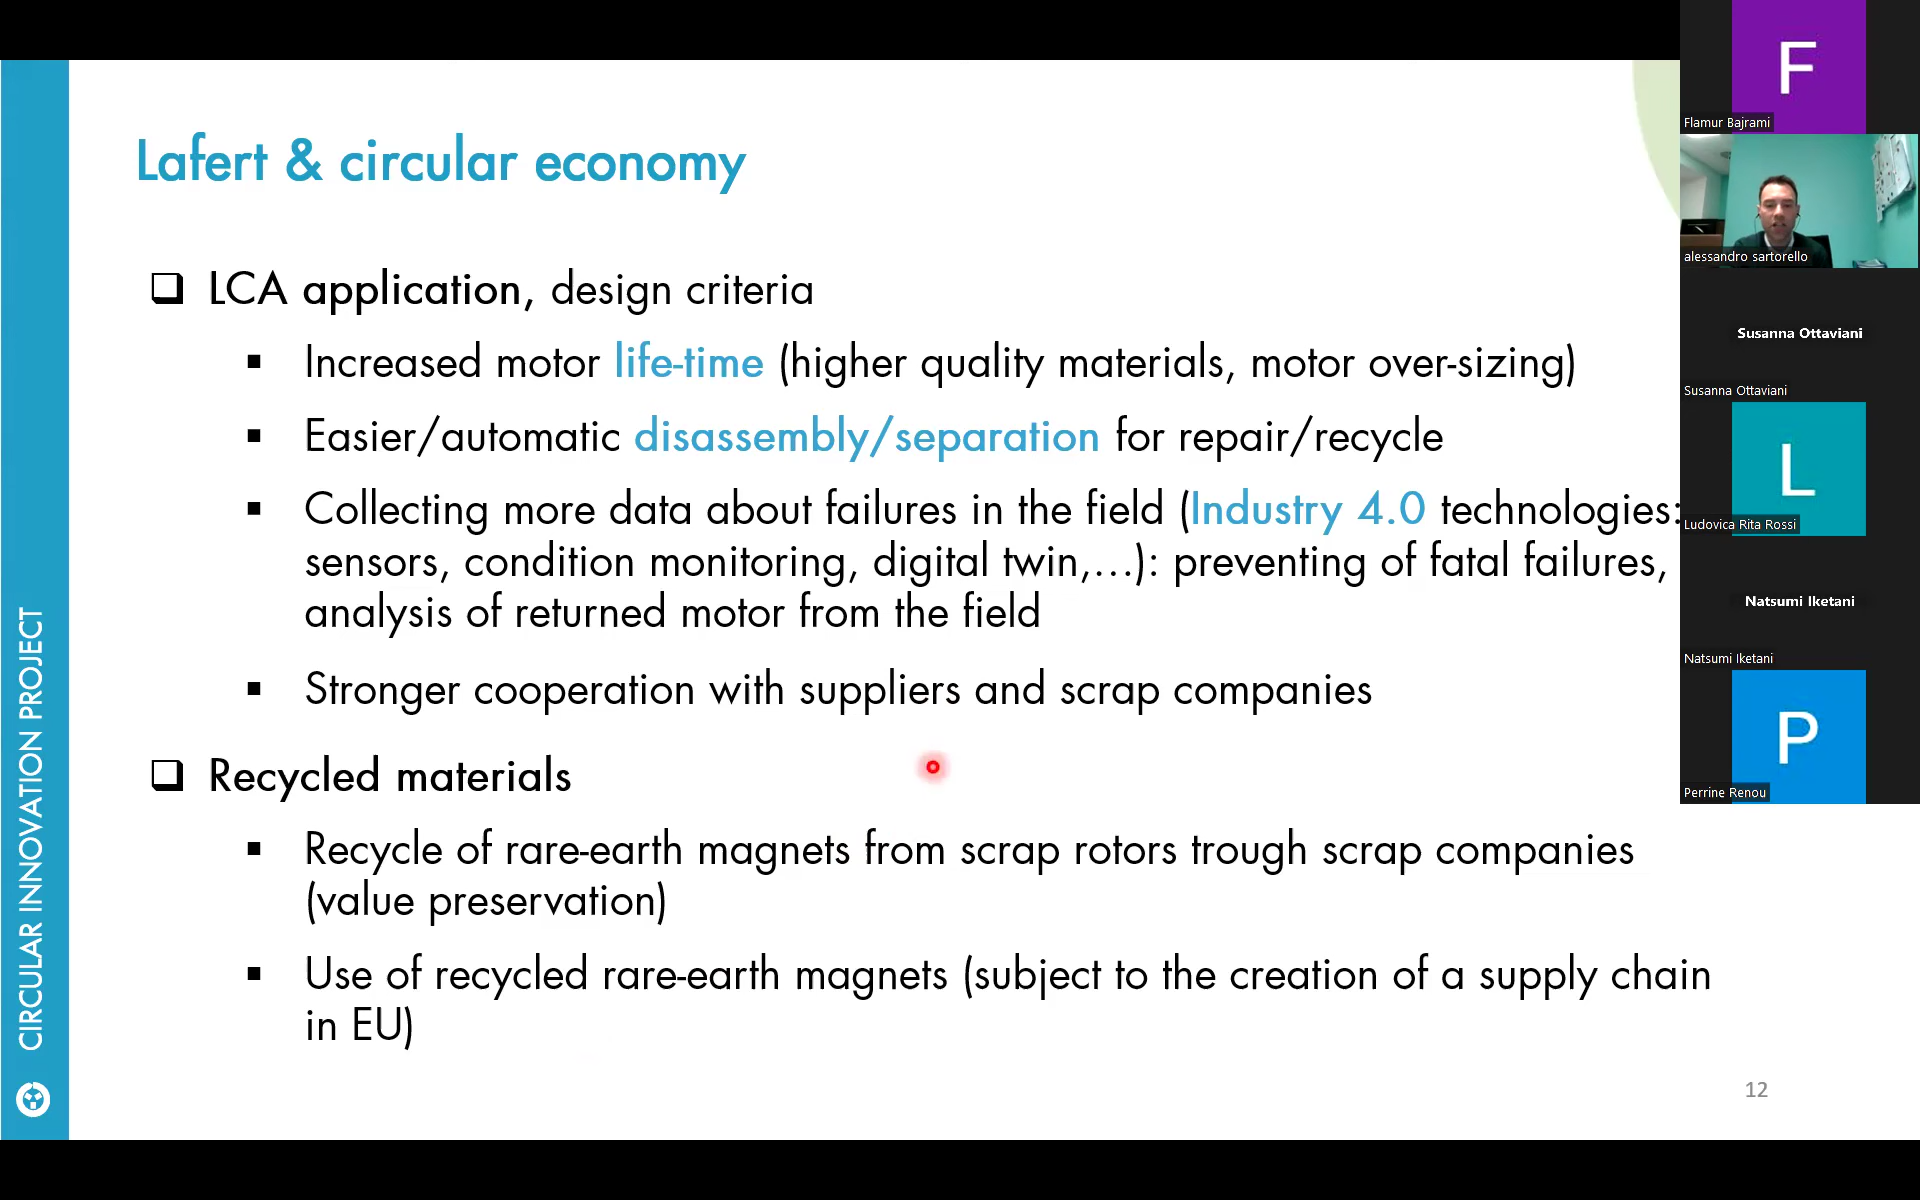 Lafert & circular economy
LCA application, design criteria
Increased motor life-time (higher quality materials, motor over-sizing)
Easier/automatic disassembly/separation for repair/recycle
Collecting more data about failures in the field (Industry 4.0 technologies:
sensors, condition monitoring, digital twin,...): preventing of fatal failures,
analysis of returned motor from the field
Stronger cooperation with suppliers and scrap companies
Recycled materials
Recycle of rare-earth magnets from scrap rotors trough scrap companies
(value preservation)
Use of recycled rare-earth magnets (subject to the creation of a supply chain
in EU)
12
CIRCULAR INNOVATION PROJECT
F
Flamur Bajrami
alessandro sartorello
Susanna Ottaviani
Susanna Ottaviani
L
Ludovica Rita Rossi
Natsumi Iketani
Natsumi Iketani
P
Perrine Renou